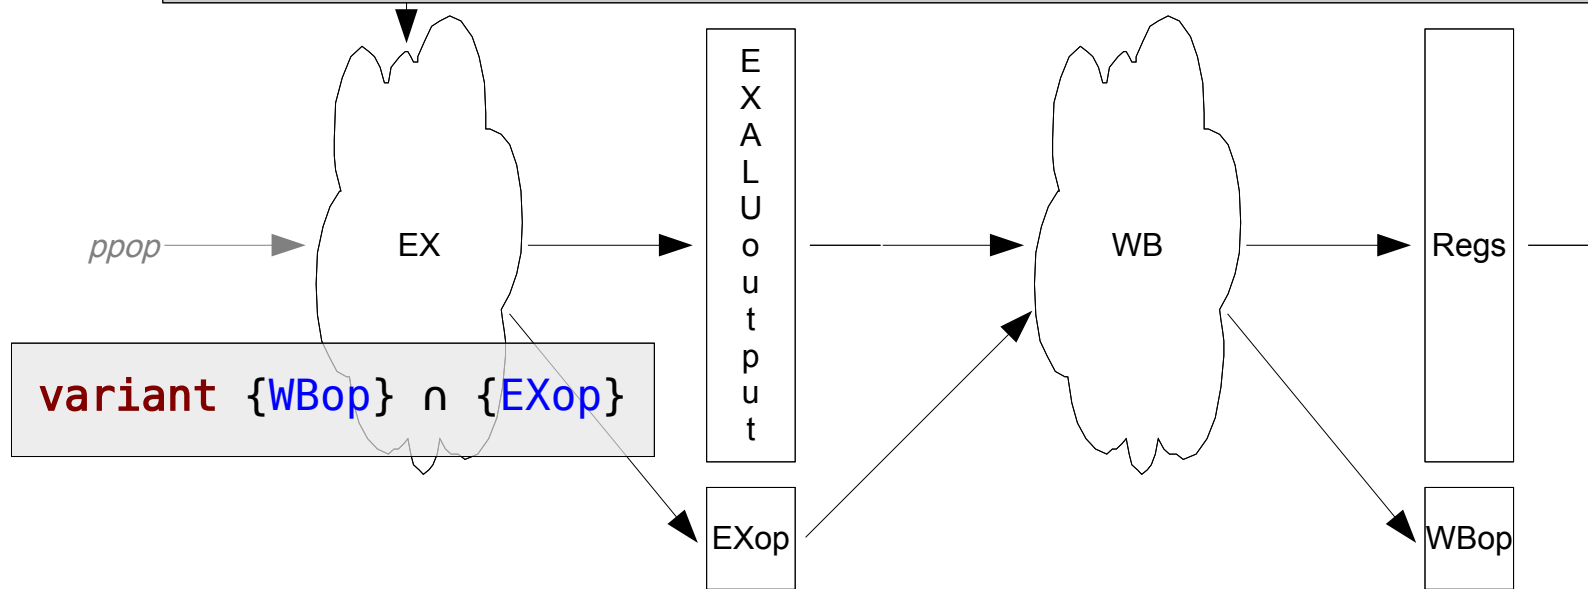 EXALUoutput
ppop
EX
WB
Regs
variant {WBop} ∩ {EXop}
EXop
WBop